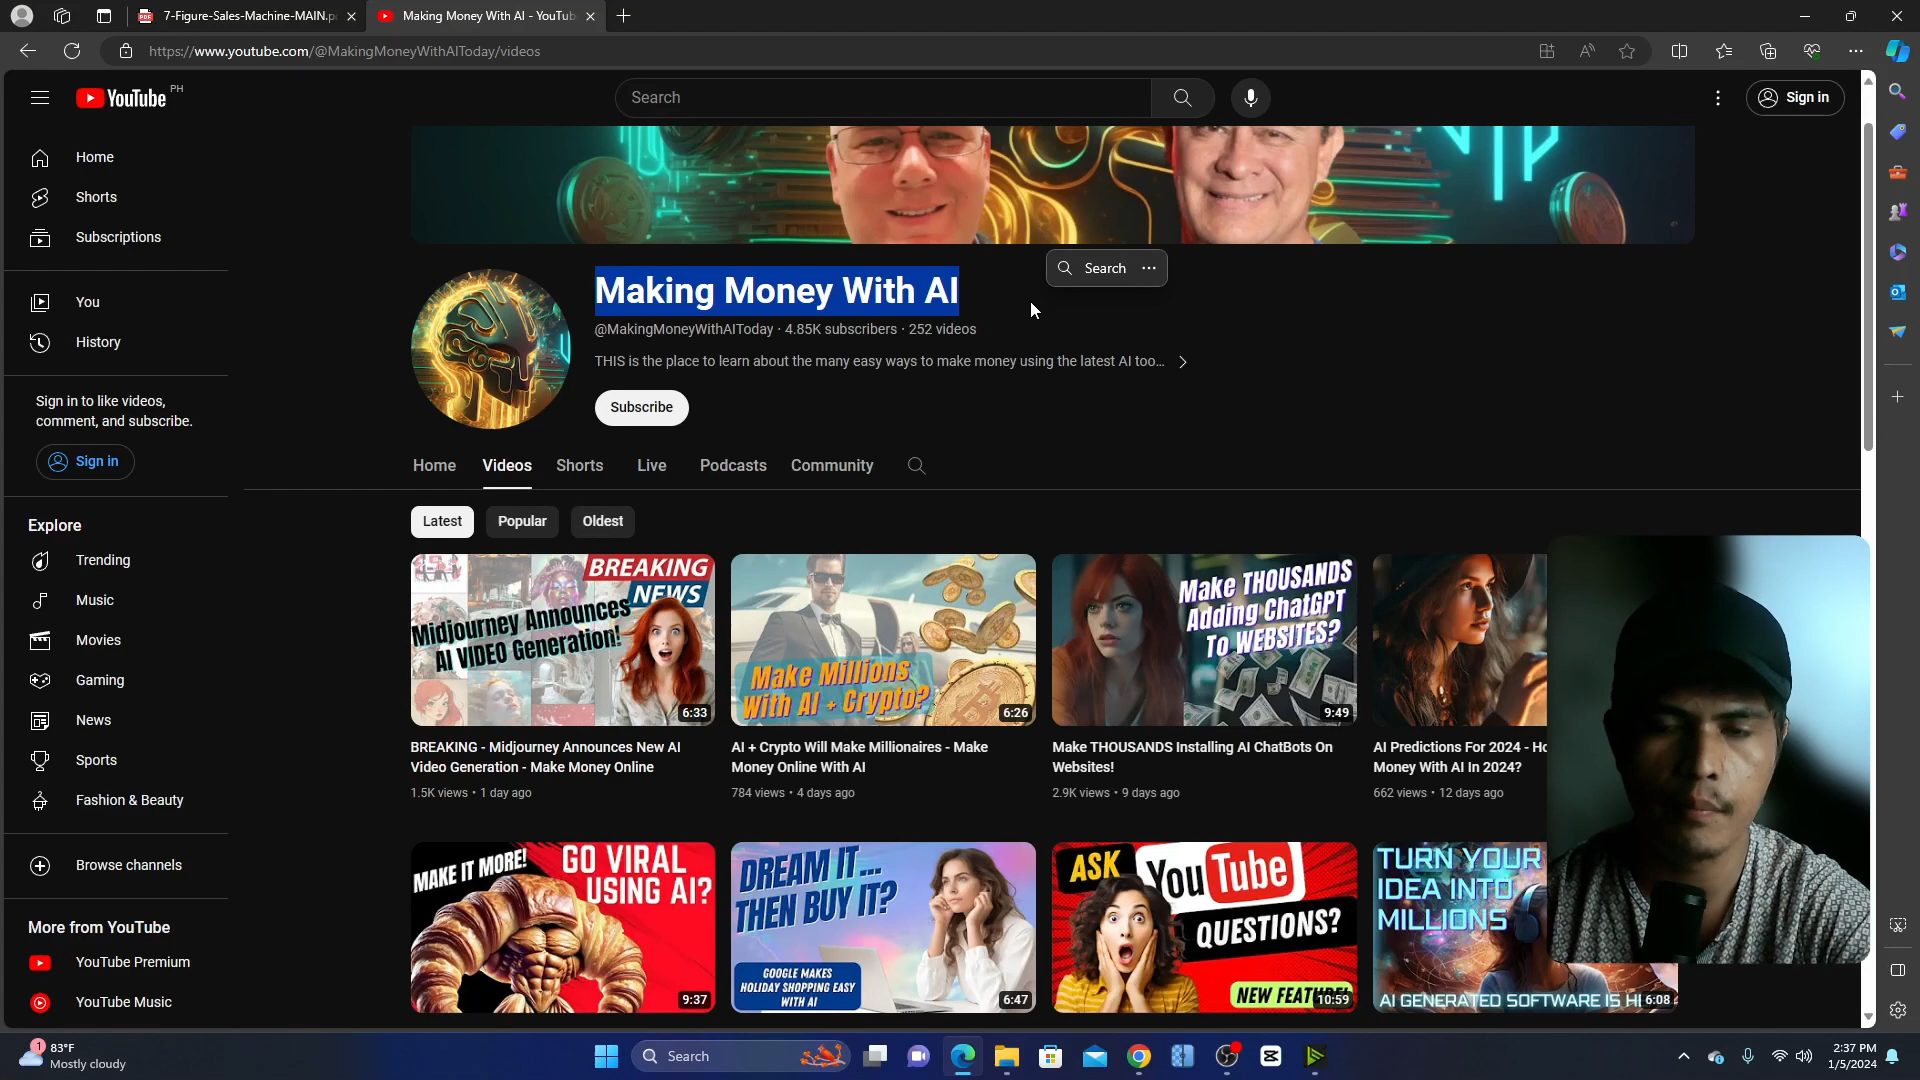 7-Figure-Sales-Machine-MAIN.p
Making Money With AI - YouTub
https://www.youtube.com/@MakingMoneyWithAIToday/videos
YouTube PH
Search
Sign in
Home
Shorts
Subscriptions
You
History
Sign in to like videos,
comment, and subscribe.
Sign in
Explore
Trending
Music
Movies
Gaming
News
Sports
Fashion & Beauty
Browse channels
More from YouTube
YouTube Premium
YouTube Music
Search
Making Money With AI
@MakingMoneyWithAIToday · 4.85K subscribers · 252 videos
THIS is the place to learn about the many easy ways to make money using the latest AI too...
Subscribe
Home Videos Shorts Live Podcasts Community
Latest Popular Oldest
BREAKING
NEWS
Midjourney Announces
AI VIDEO Generation!
6:33
BREAKING - Midjourney Announces New AI
Video Generation - Make Money Online
1.5K views • 1 day ago
Make Millions
With AI + Crypto?
6:26
AI + Crypto Will Make Millionaires - Make
Money Online With AI
784 views • 4 days ago
Make THOUSANDS
Adding ChatGPT
To WEBSITES?
9:49
Make THOUSANDS Installing AI ChatBots On
Websites!
2.9K views • 9 days ago
AI Predictions For 2024 - Ho
Money With AI In 2024?
662 views • 12 days ago
MAKE IT MORE!
GO VIRAL
USING AI?
9:37
DREAM IT...
THEN BUY IT?
GOOGLE MAKES
HOLIDAY SHOPPING EASY
WITH AI
6:47
ASK YouTube
QUESTIONS?
NEW FEATURE!
10:59
TURN YOUR
IDEA INTO
MILLIONS
AI GENERATED SOFTWARE IS HE
6:08
1
83°F
Mostly cloudy
Search
2:37 PM
1/5/2024